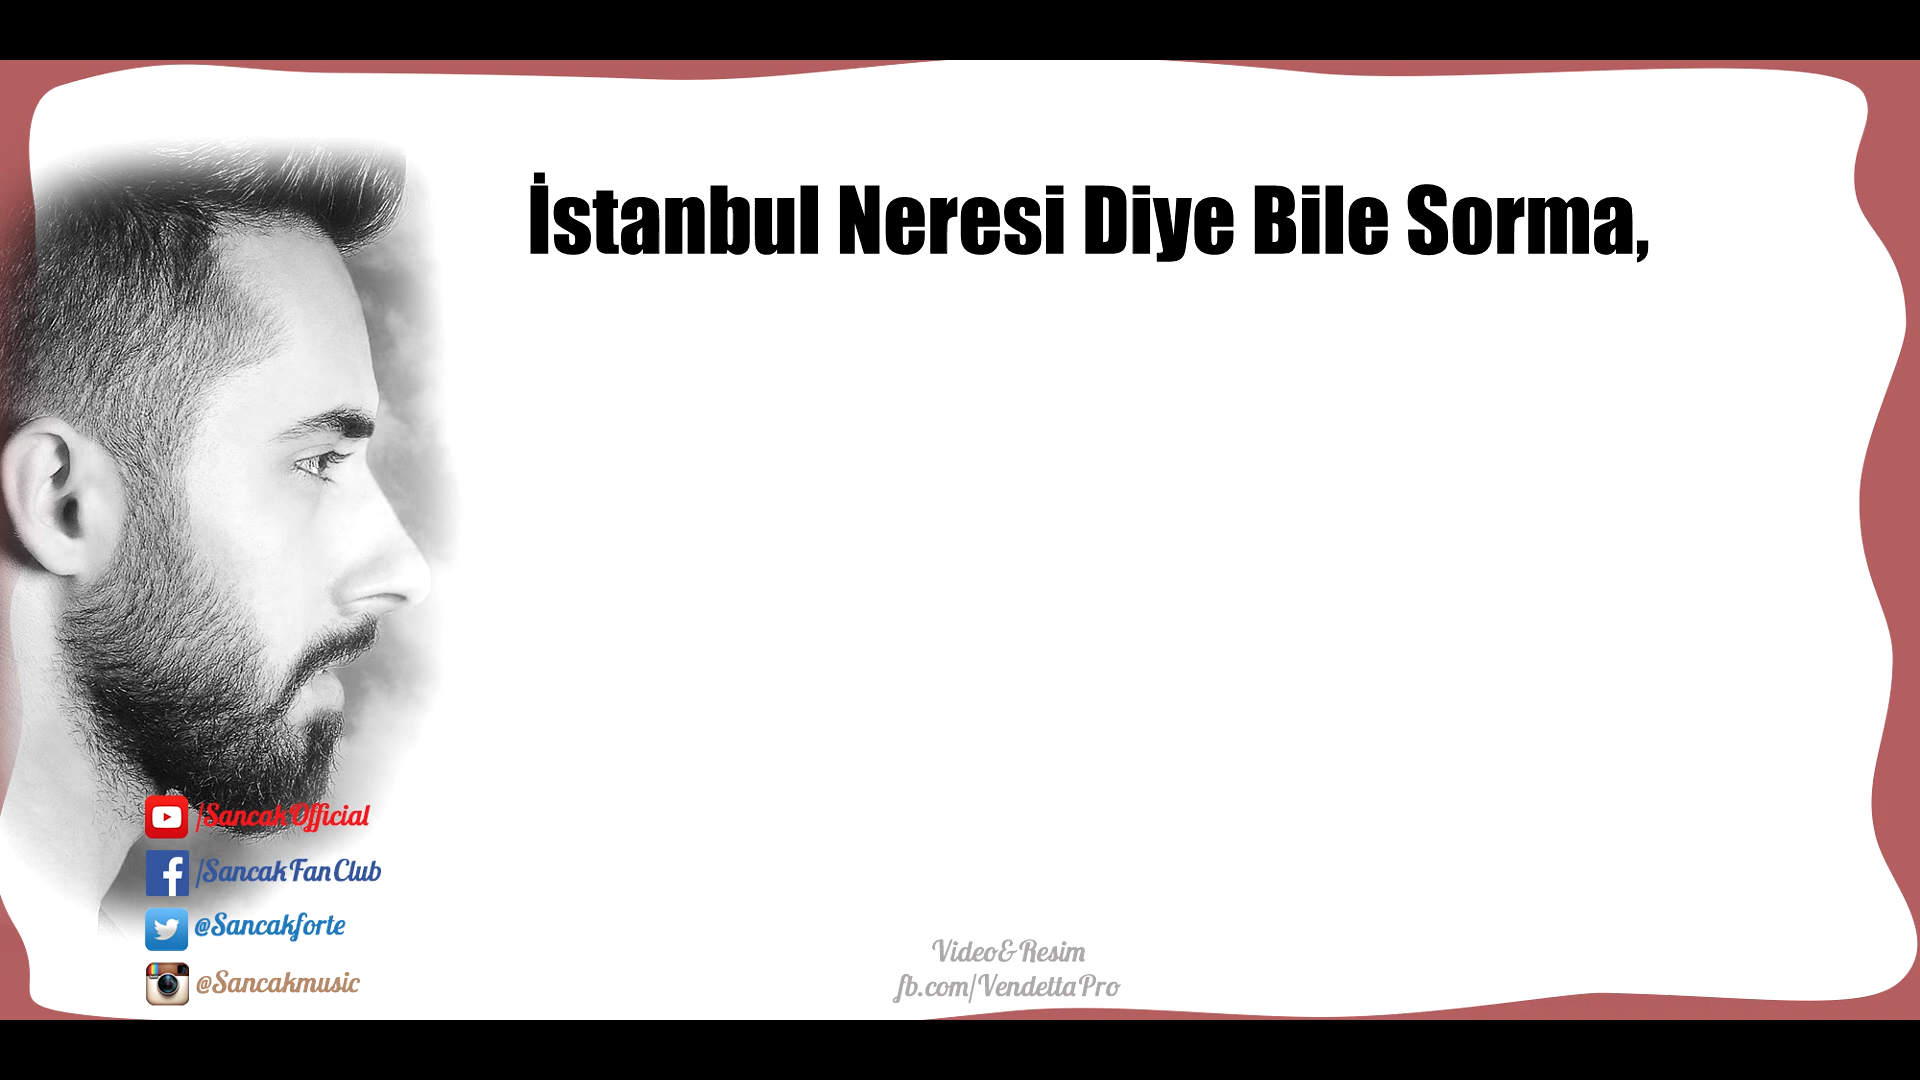 İstanbul Neresi Diye Bile Sorma,
/SancakOfficial
/SancakFanClub
@Sancakforte
@Sancakmusic
Video&Resim
fb.com/VendettaPro